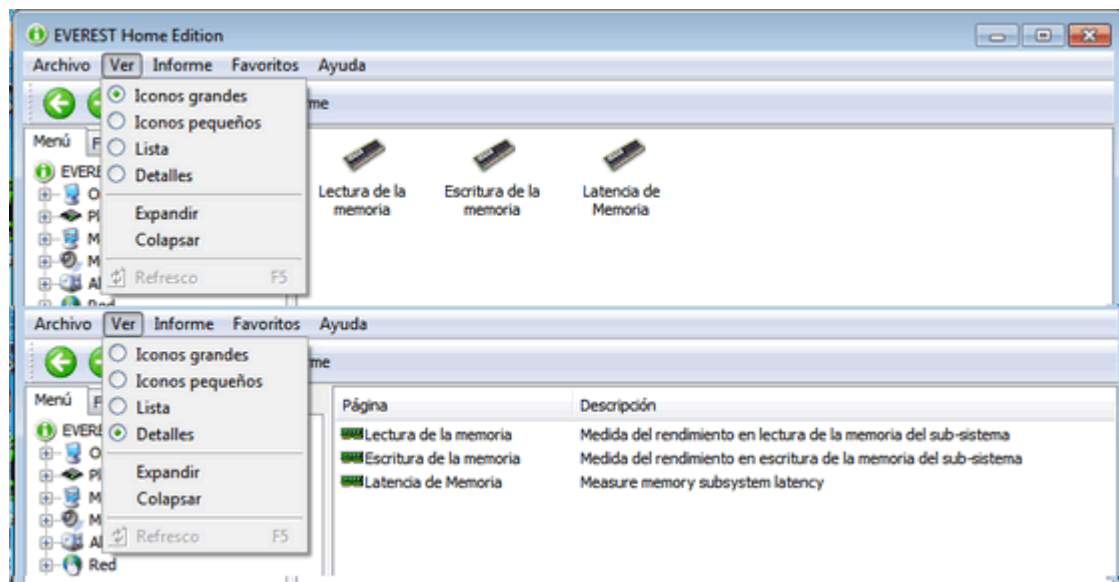 EVEREST Home Edition
Archivo Ver Informe Favoritos Ayuda
Iconos grandes
Iconos pequeños
Lista
Detalles
Expandir
Colapsar
Refresco F5
Menú
Lectura de la memoria
Escritura de la memoria
Latencia de Memoria
Archivo Ver Informe Favoritos Ayuda
Iconos grandes
Iconos pequeños
Lista
Detalles
Expandir
Colapsar
Refresco F5
Menú
Red
Página Descripción
Lectura de la memoria Medida del rendimiento en lectura de la memoria del sub-sistema
Escritura de la memoria Medida del rendimiento en escritura de la memoria del sub-sistema
Latencia de Memoria Measure memory subsystem latency